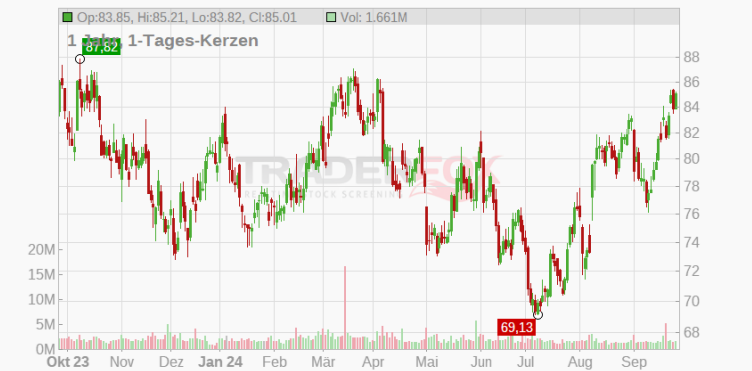 Op:83.85, Hi:85.21, Lo:83.82, Cl:85.01 Vol: 1.661M
1 Jahr, 1-Tages-Kerzen
87,82
88
86
84
82
80
78
76
74
72
70
68
20M
15M
10M
5M
0M
69,13
Okt 23 Nov Dez Jan 24 Feb Mär Apr Mai Jun Jul Aug Sep